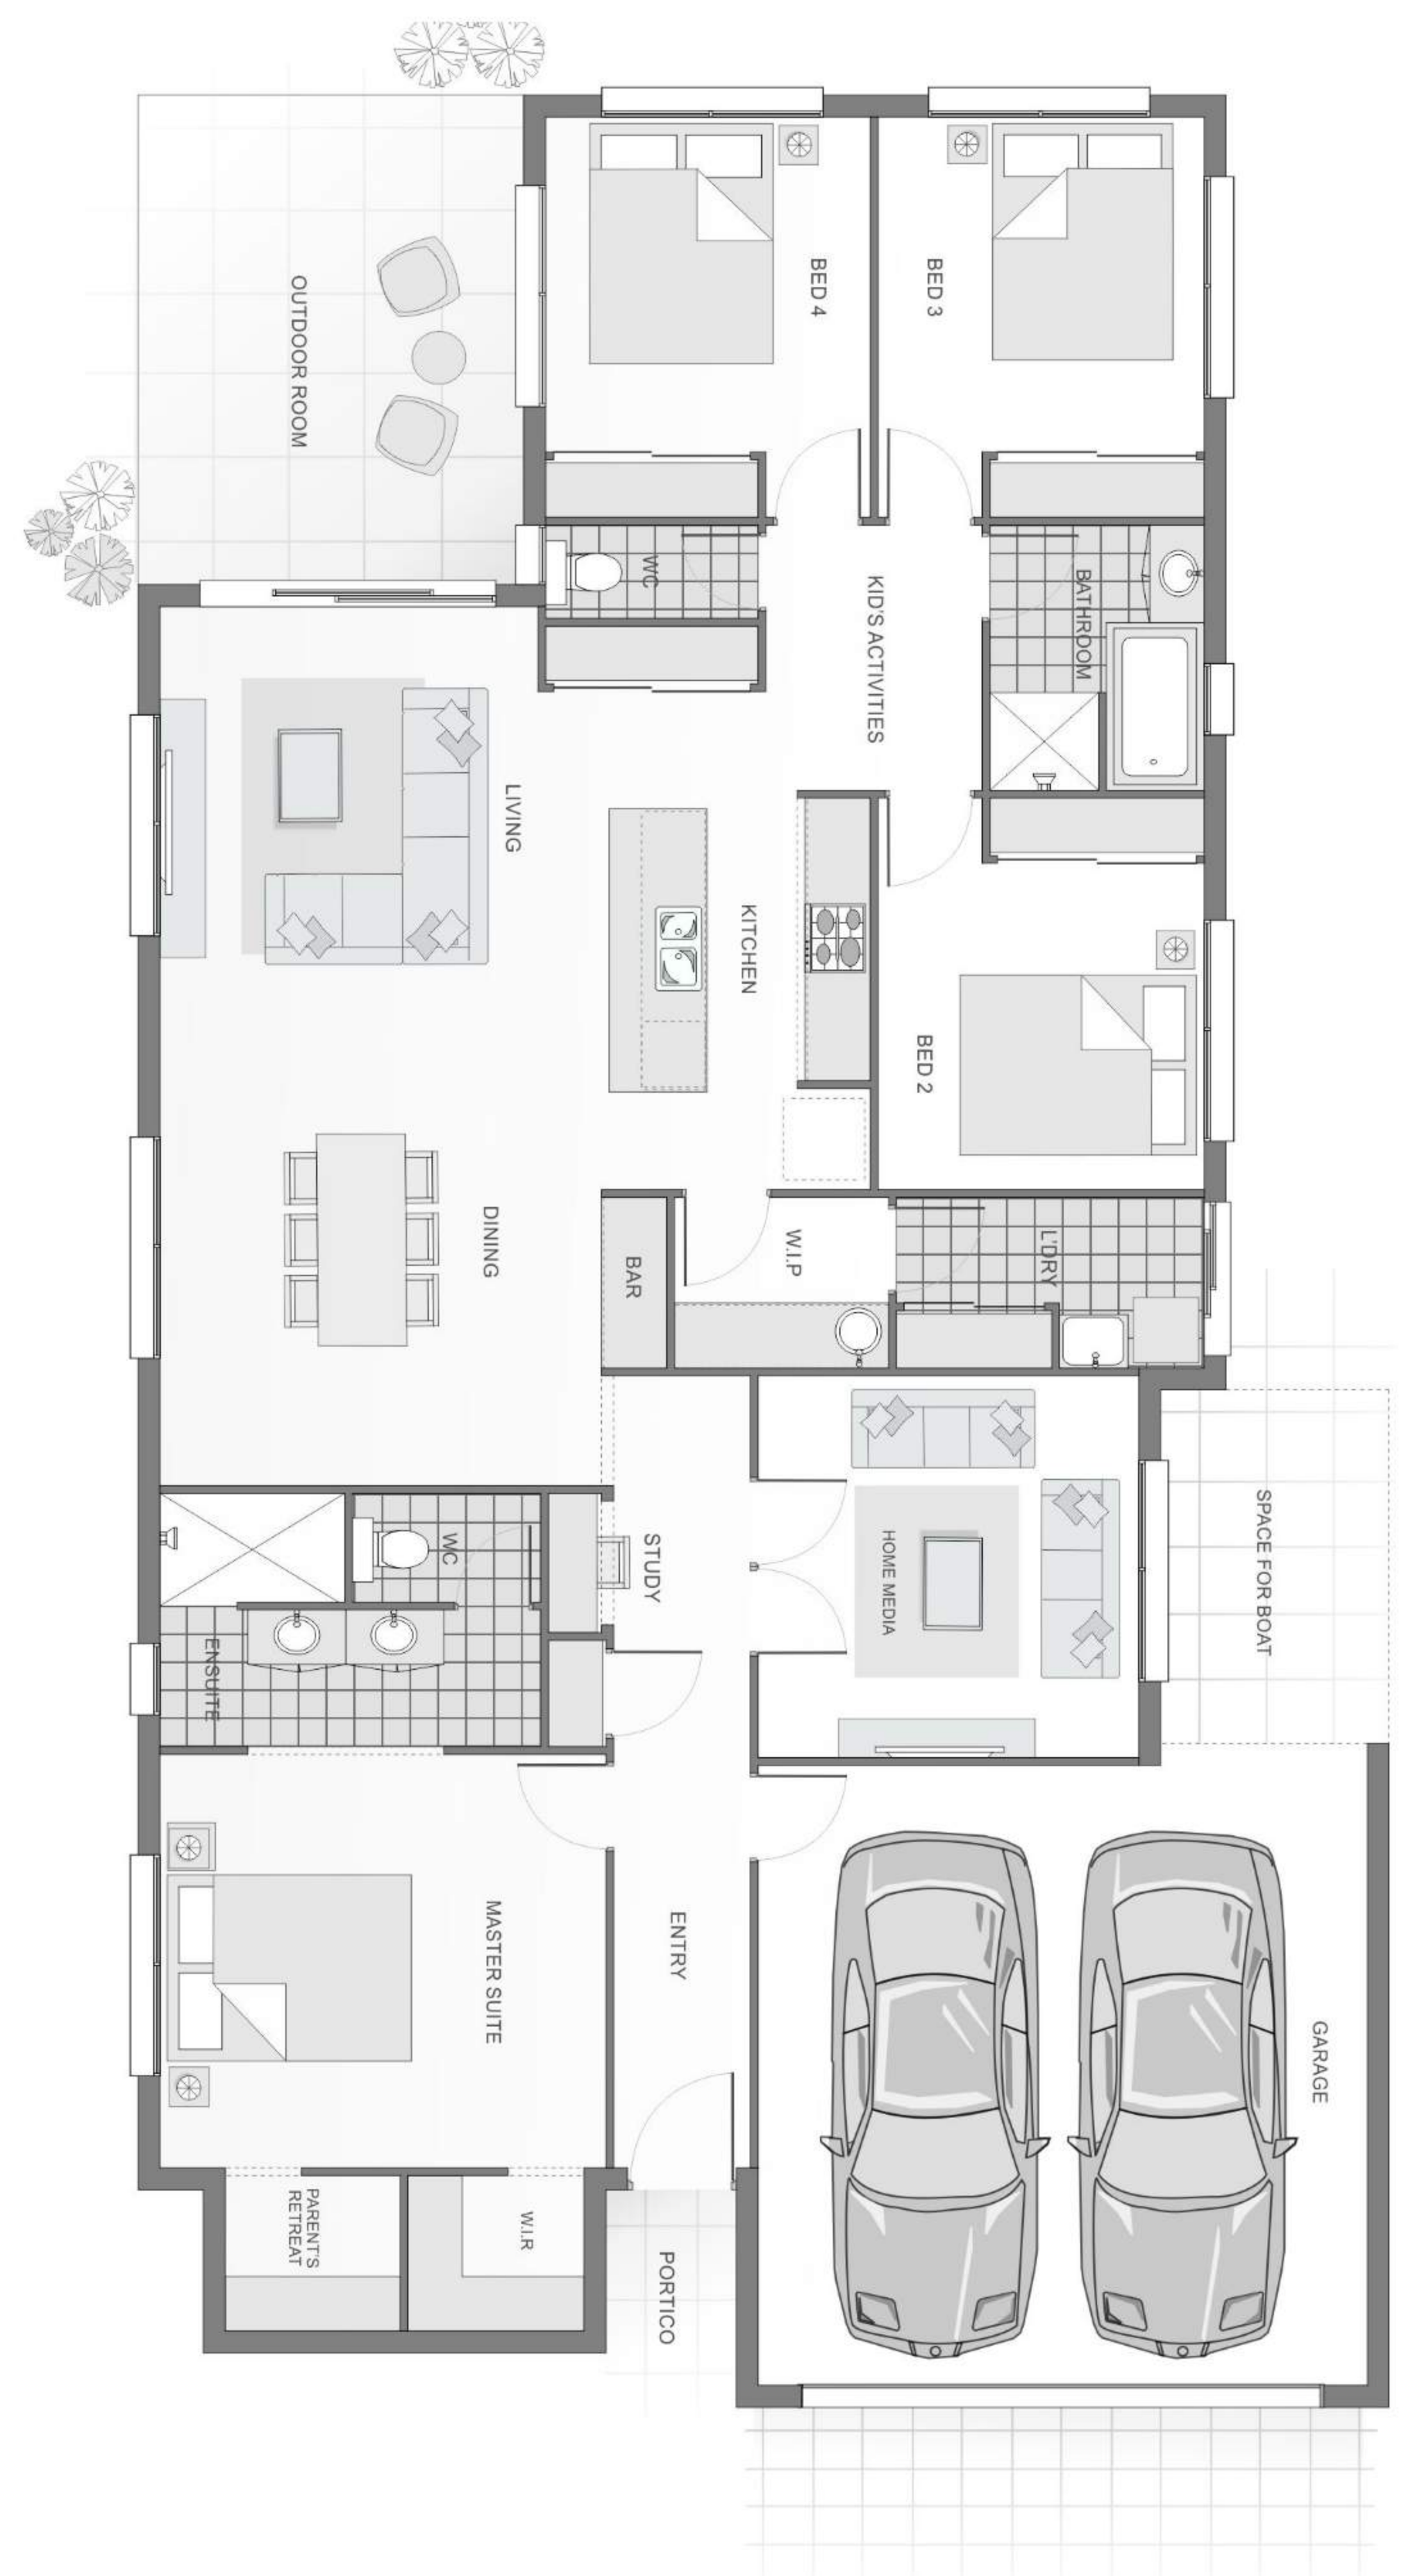 OUTDOOR ROOM
BED 4
BED 3
WC
KID'S ACTIVITIES
BATHROOM
LIVING
KITCHEN
BED 2
DINING
BAR
W.I.P
L'DRY
WC
STUDY
HOME MEDIA
SPACE FOR BOAT
ENSUITE
MASTER SUITE
ENTRY
GARAGE
PARENT'S
RETREAT
W.I.R
PORTICO